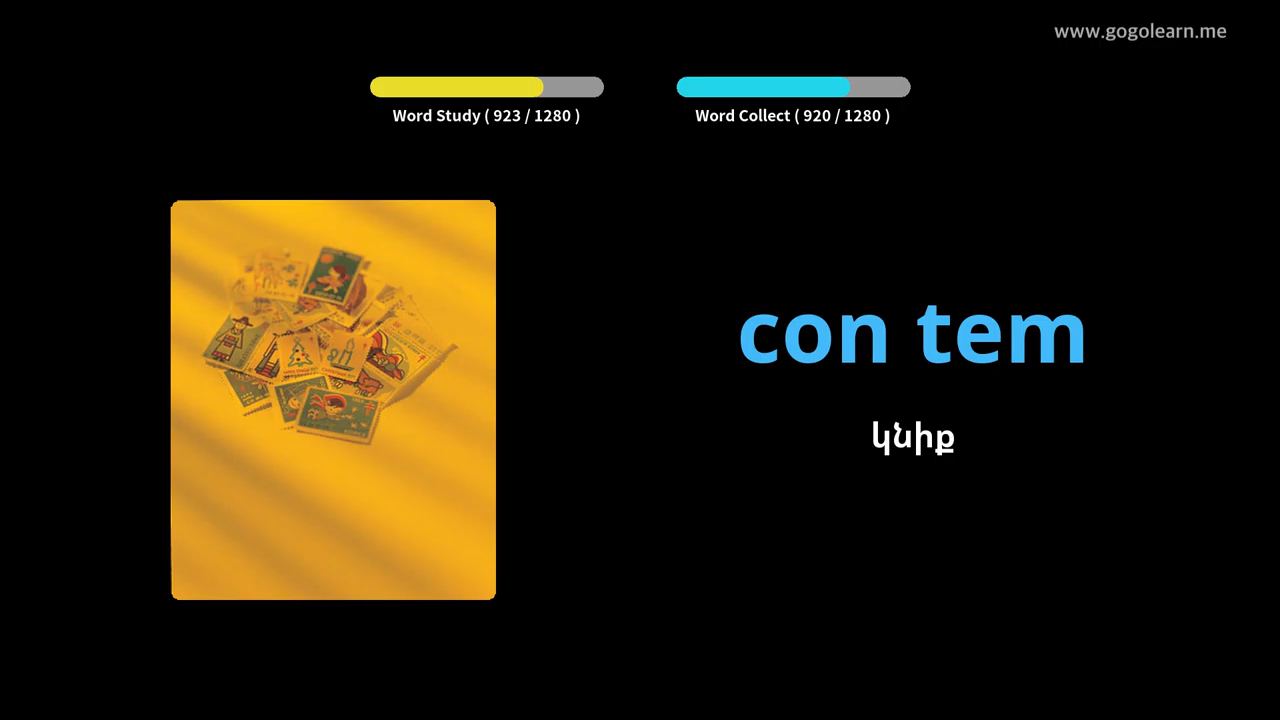 www.gogolearn.me
Word Study ( 923 / 1280 )
Word Collect ( 920 / 1280 )
con tem
կնիք